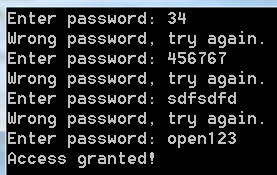 Enter password: 34
Wrong password, try again.
Enter password: 456767
Wrong password, try again.
Enter password: sdfsdfd
Wrong password, try again.
Enter password: open123
Access granted!